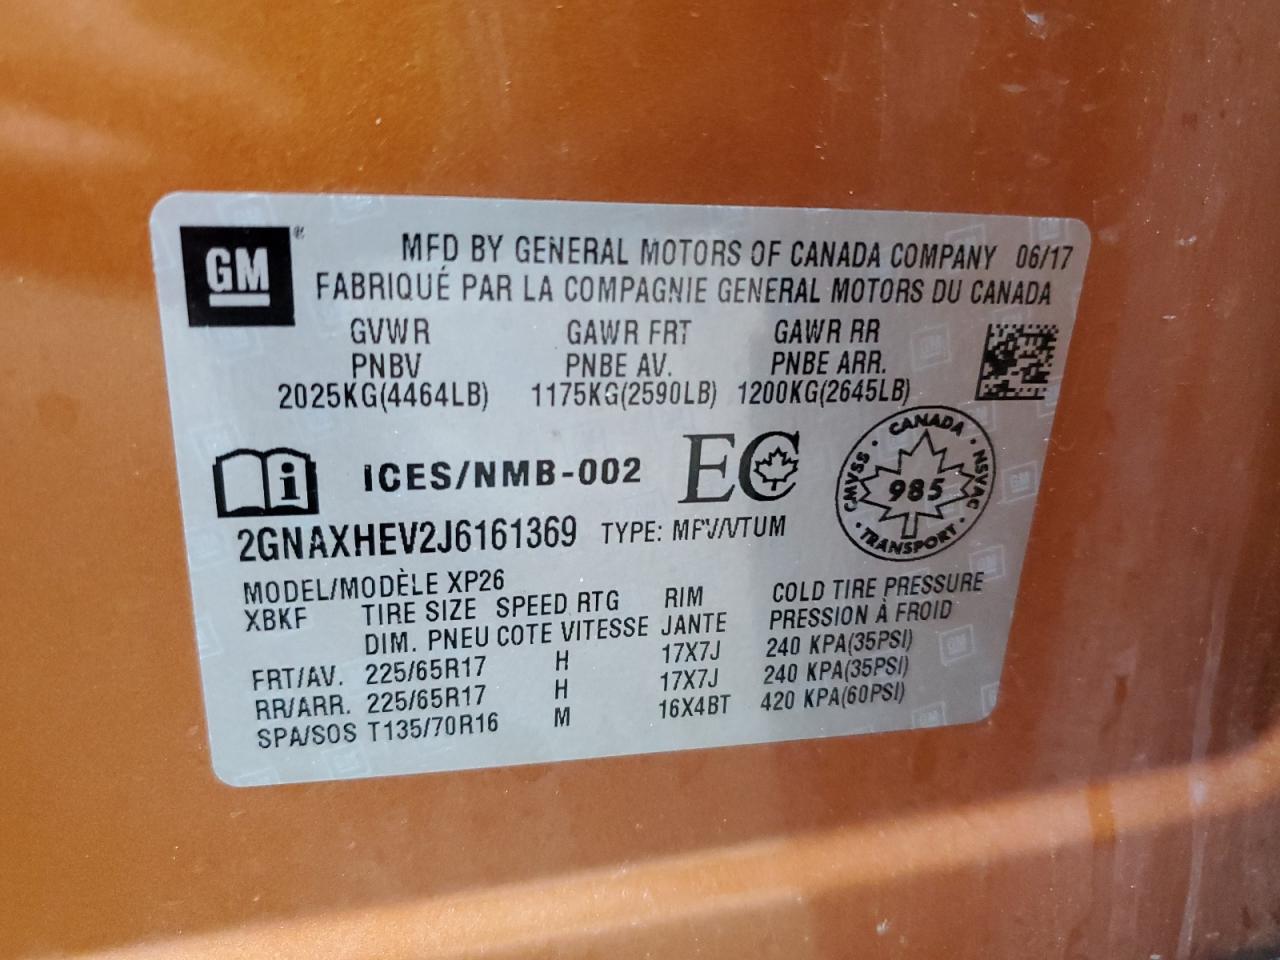 GM ®
MFD BY GENERAL MOTORS OF CANADA COMPANY 06/17
FABRIQUÉ PAR LA COMPAGNIE GENERAL MOTORS DU CANADA
GVWR GAWR FRT GAWR RR
PNBV PNBE AV. PNBE ARR.
2025KG(4464LB) 1175KG(2590LB) 1200KG(2645LB)
i ICES/NMB-002 EC
CANADA
CMVSS 985 NSVAC
TRANSPORT
2GNAXHEV2J6161369 TYPE: MPV/VTUM
MODEL/MODÈLE XP26
XBKF TIRE SIZE SPEED RTG RIM COLD TIRE PRESSURE
DIM. PNEU COTE VITESSE JANTE PRESSION À FROID
FRT/AV. 225/65R17 H 17X7J 240 KPA(35PSI)
RR/ARR. 225/65R17 H 17X7J 240 KPA(35PSI)
SPA/SOS T135/70R16 M 16X4BT 420 KPA(60PSI)